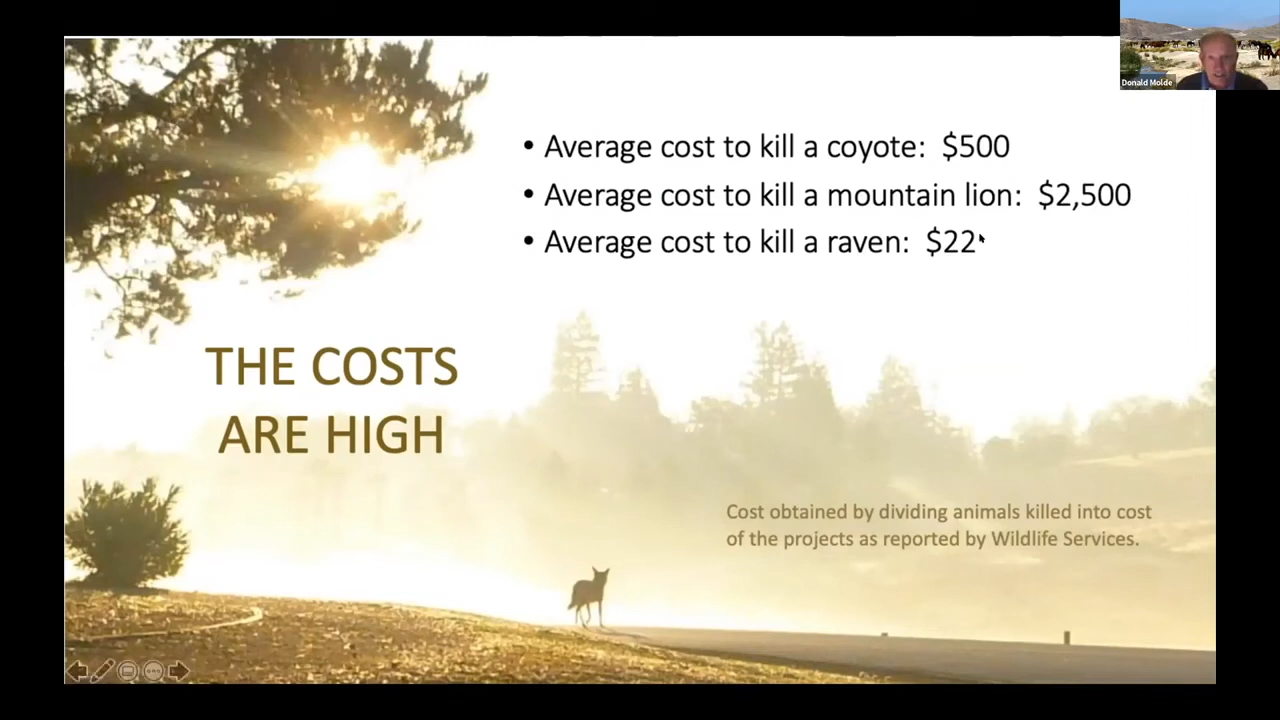 Donald Molde
• Average cost to kill a coyote: $500
• Average cost to kill a mountain lion: $2,500
• Average cost to kill a raven: $22
THE COSTS
ARE HIGH
Cost obtained by dividing animals killed into cost
of the projects as reported by Wildlife Services.